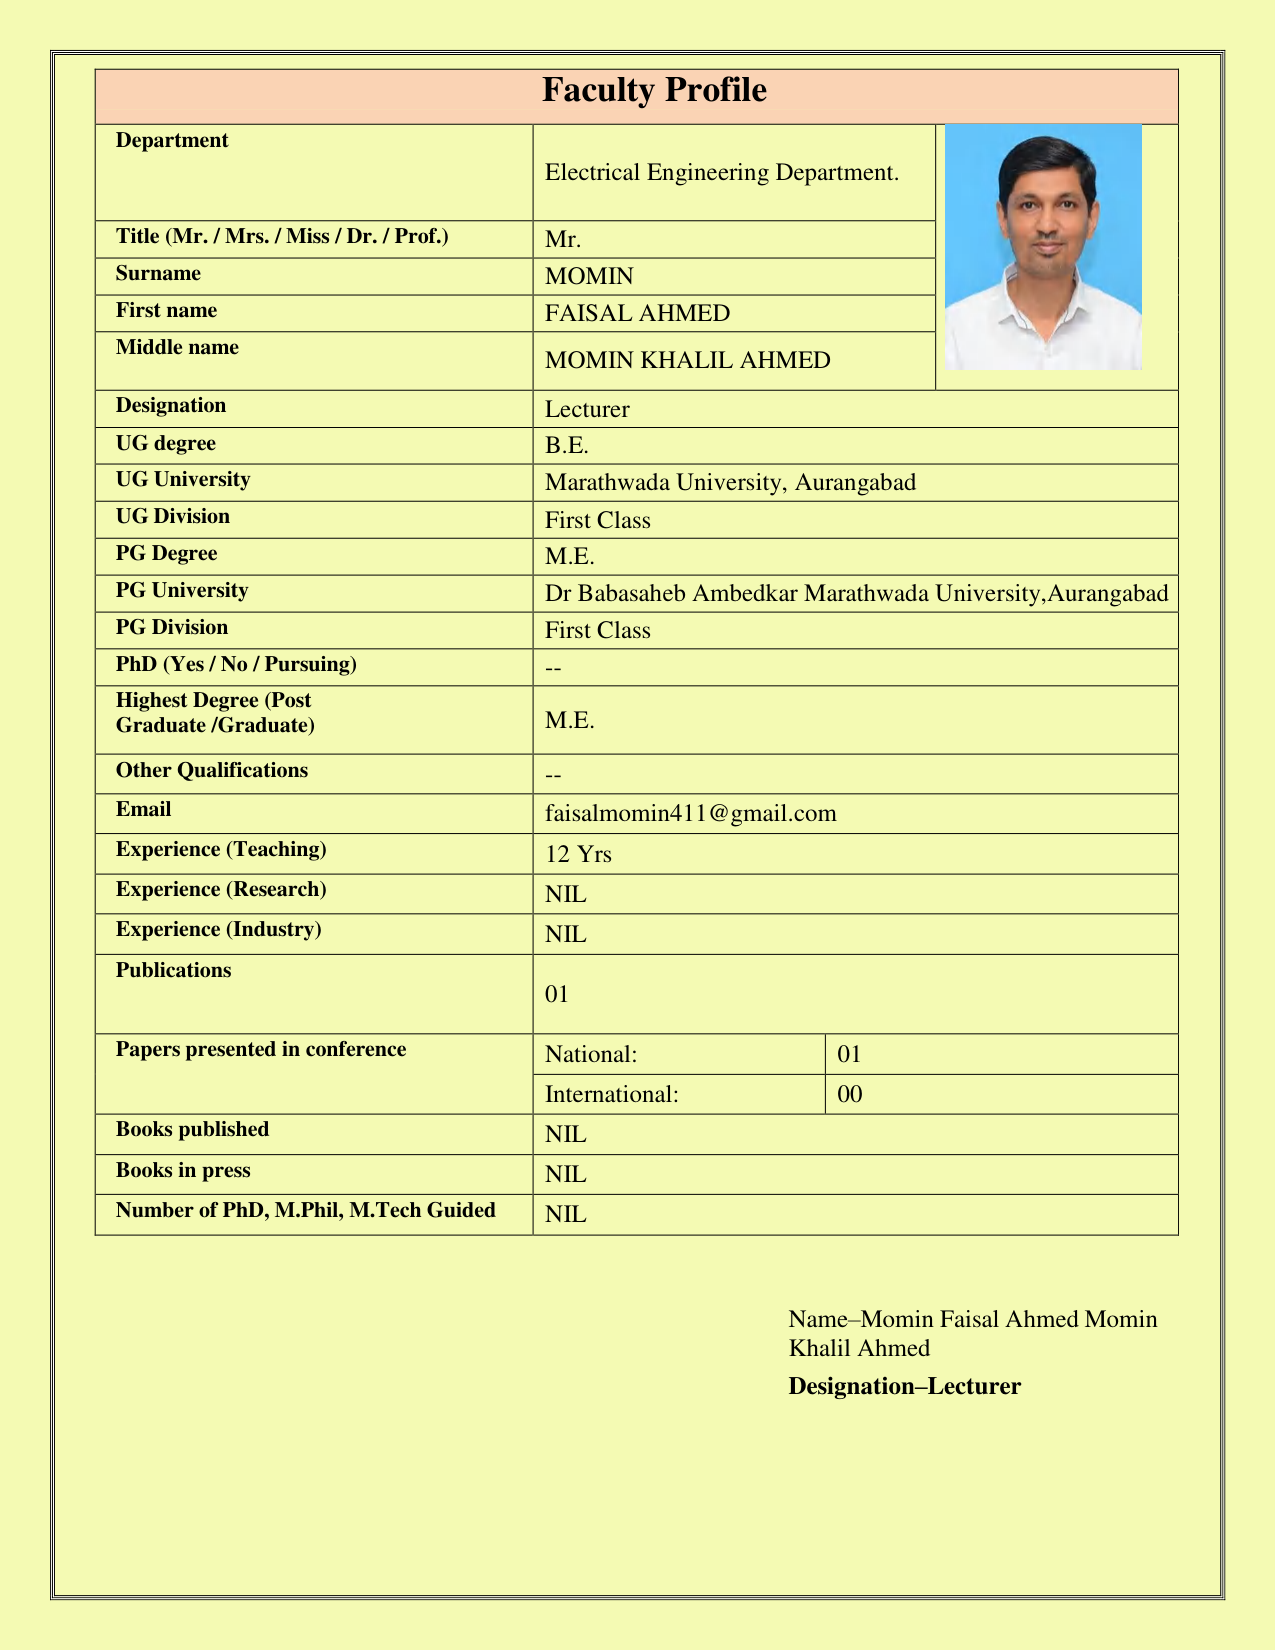 Faculty Profile
Department
Electrical Engineering Department.
Title (Mr. / Mrs. / Miss / Dr. / Prof.)
Mr.
Surname
MOMIN
First name
FAISAL AHMED
Middle name
MOMIN KHALIL AHMED
Designation
Lecturer
UG degree
B.E.
UG University
Marathwada University, Aurangabad
UG Division
First Class
PG Degree
M.E.
PG University
Dr Babasaheb Ambedkar Marathwada University,Aurangabad
PG Division
First Class
PhD (Yes / No / Pursuing)
--
Highest Degree (Post
Graduate /Graduate)
M.E.
Other Qualifications
--
Email
faisalmomin411@gmail.com
Experience (Teaching)
12 Yrs
Experience (Research)
NIL
Experience (Industry)
NIL
Publications
01
Papers presented in conference
National:
01
International:
00
Books published
NIL
Books in press
NIL
Number of PhD, M.Phil, M.Tech Guided
NIL
Name–Momin Faisal Ahmed Momin
Khalil Ahmed
Designation–Lecturer